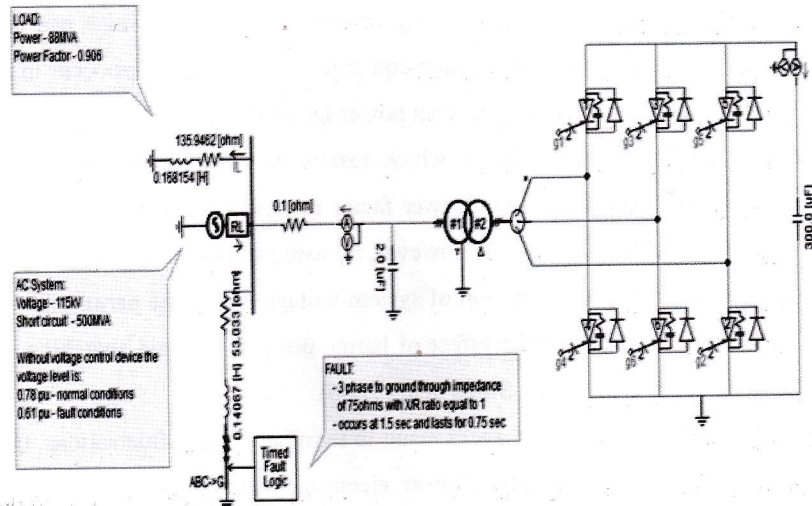 LOAD:
Power - 88MVA
Power Factor - 0.906
135.9462 [ohm]
0.168154 [H]
IL
RL
0.1 [ohm]
A
V
2.0 [uF]
#1
#2
Δ
g1
g3
g5
g4
g6
g2
300.0 [uF]
AC System:
Voltage - 115kV
Short circuit - 500MVA
Without voltage control device the
voltage level is:
0.78 pu - normal conditions
0.61 pu - fault conditions
0.14067 [H] 53.033 [ohm]
FAULT:
- 3 phase to ground through impedance
of 75ohms with X/R ratio equal to 1
- occurs at 1.5 sec and lasts for 0.75 sec
ABC->G
Timed
Fault
Logic